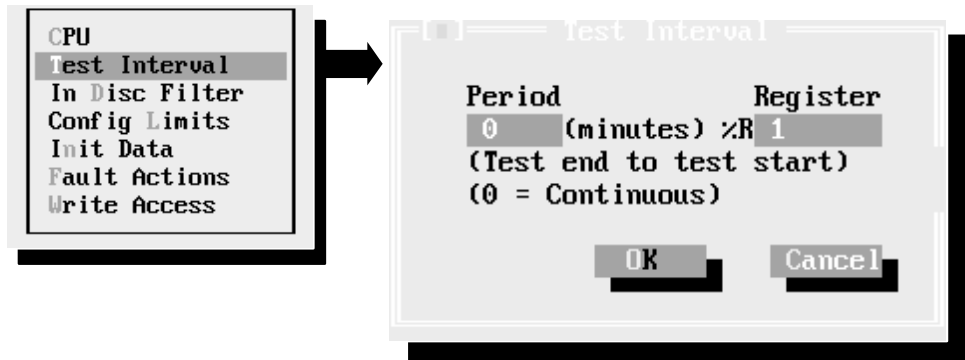 CPU
Test Interval
In Disc Filter
Config Limits
Init Data
Fault Actions
Write Access
Test Interval
Period Register
0 (minutes) %R 1
(Test end to test start)
(0 = Continuous)
OK Cancel